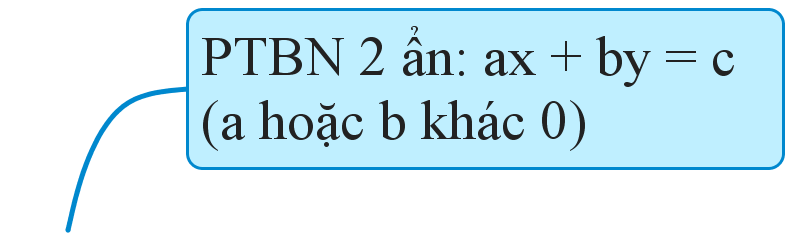 PTBN 2 ẩn: ax + by = c
(a hoặc b khác 0)